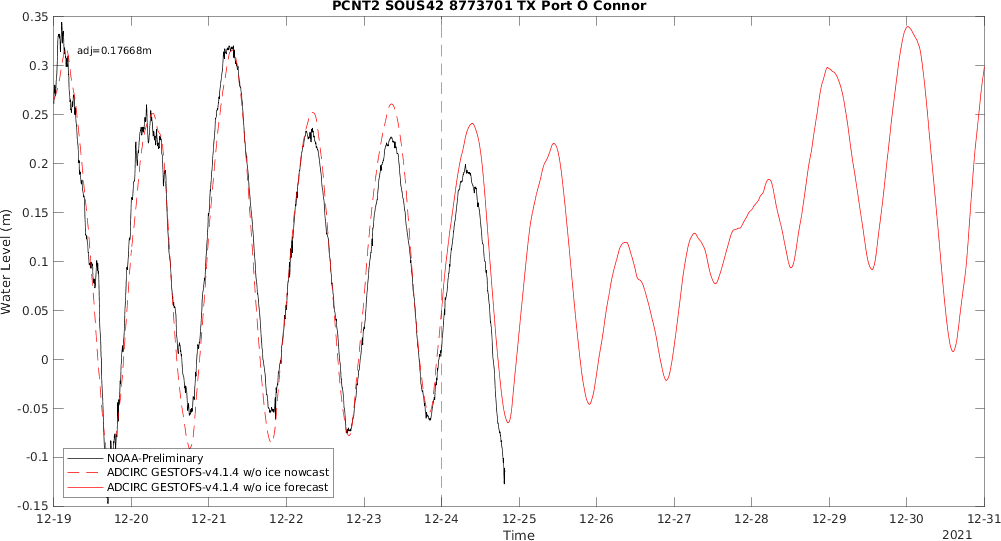 PCNT2 SOUS42 8773701 TX Port O Connor
adj=0.17668m
Water Level (m)
0.35
0.3
0.25
0.2
0.15
0.1
0.05
0
-0.05
-0.1
-0.15
NOAA-Preliminary
ADCIRC GESTOFS-v4.1.4 w/o ice nowcast
ADCIRC GESTOFS-v4.1.4 w/o ice forecast
12-19 12-20 12-21 12-22 12-23 12-24 12-25 12-26 12-27 12-28 12-29 12-30 12-31
Time
2021